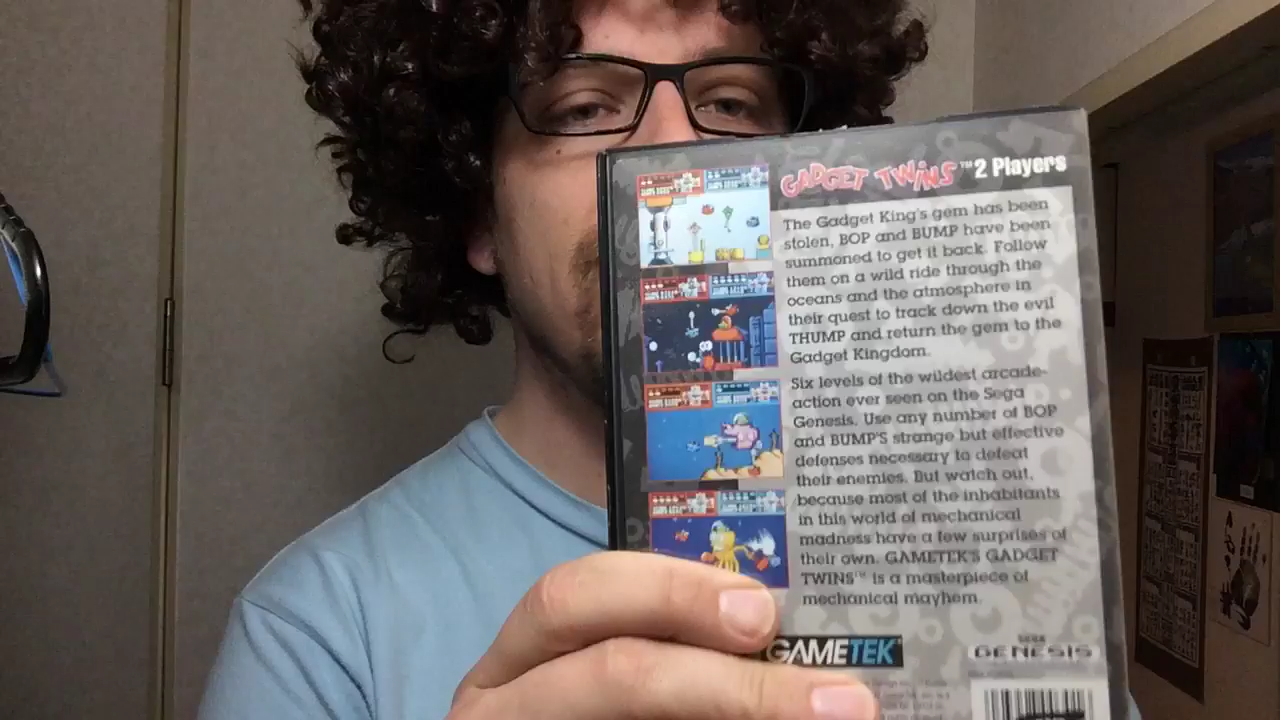 GADGET TWINS™ 2 Players
The Gadget King's gem has been
stolen, BOP and BUMP have been
summoned to get it back. Follow
them on a wild ride through the
oceans and the atmosphere in
their quest to track down the evil
THUMP and return the gem to the
Gadget Kingdom.
Six levels of the wildest arcade-
action ever seen on the Sega
Genesis. Use any number of BOP
and BUMP'S strange but effective
defenses necessary to defeat
their enemies. But watch out,
because most of the inhabitants
in this world of mechanical
madness have a few surprises of
their own. GAMETEK'S GADGET
TWINS™ is a masterpiece of
mechanical mayhem.
GAMETEK
SEGA
GENESIS